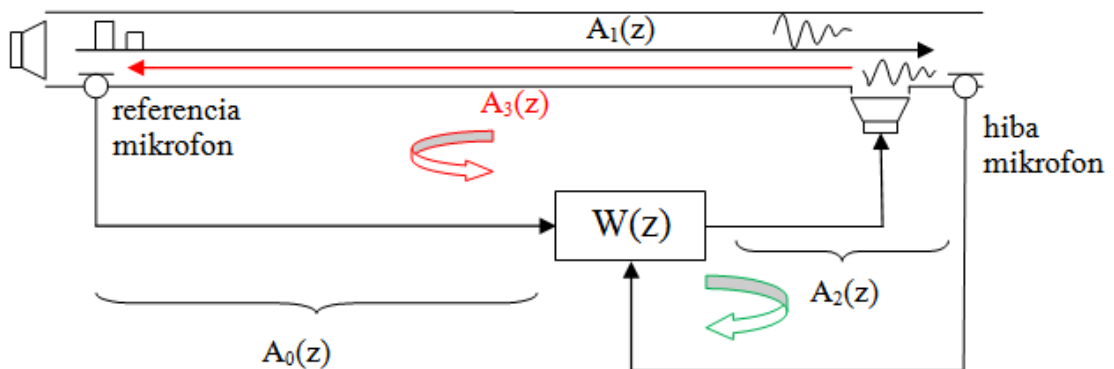 A₁(z)
A₃(z)
referencia
mikrofon
hiba
mikrofon
W(z)
A₂(z)
A₀(z)